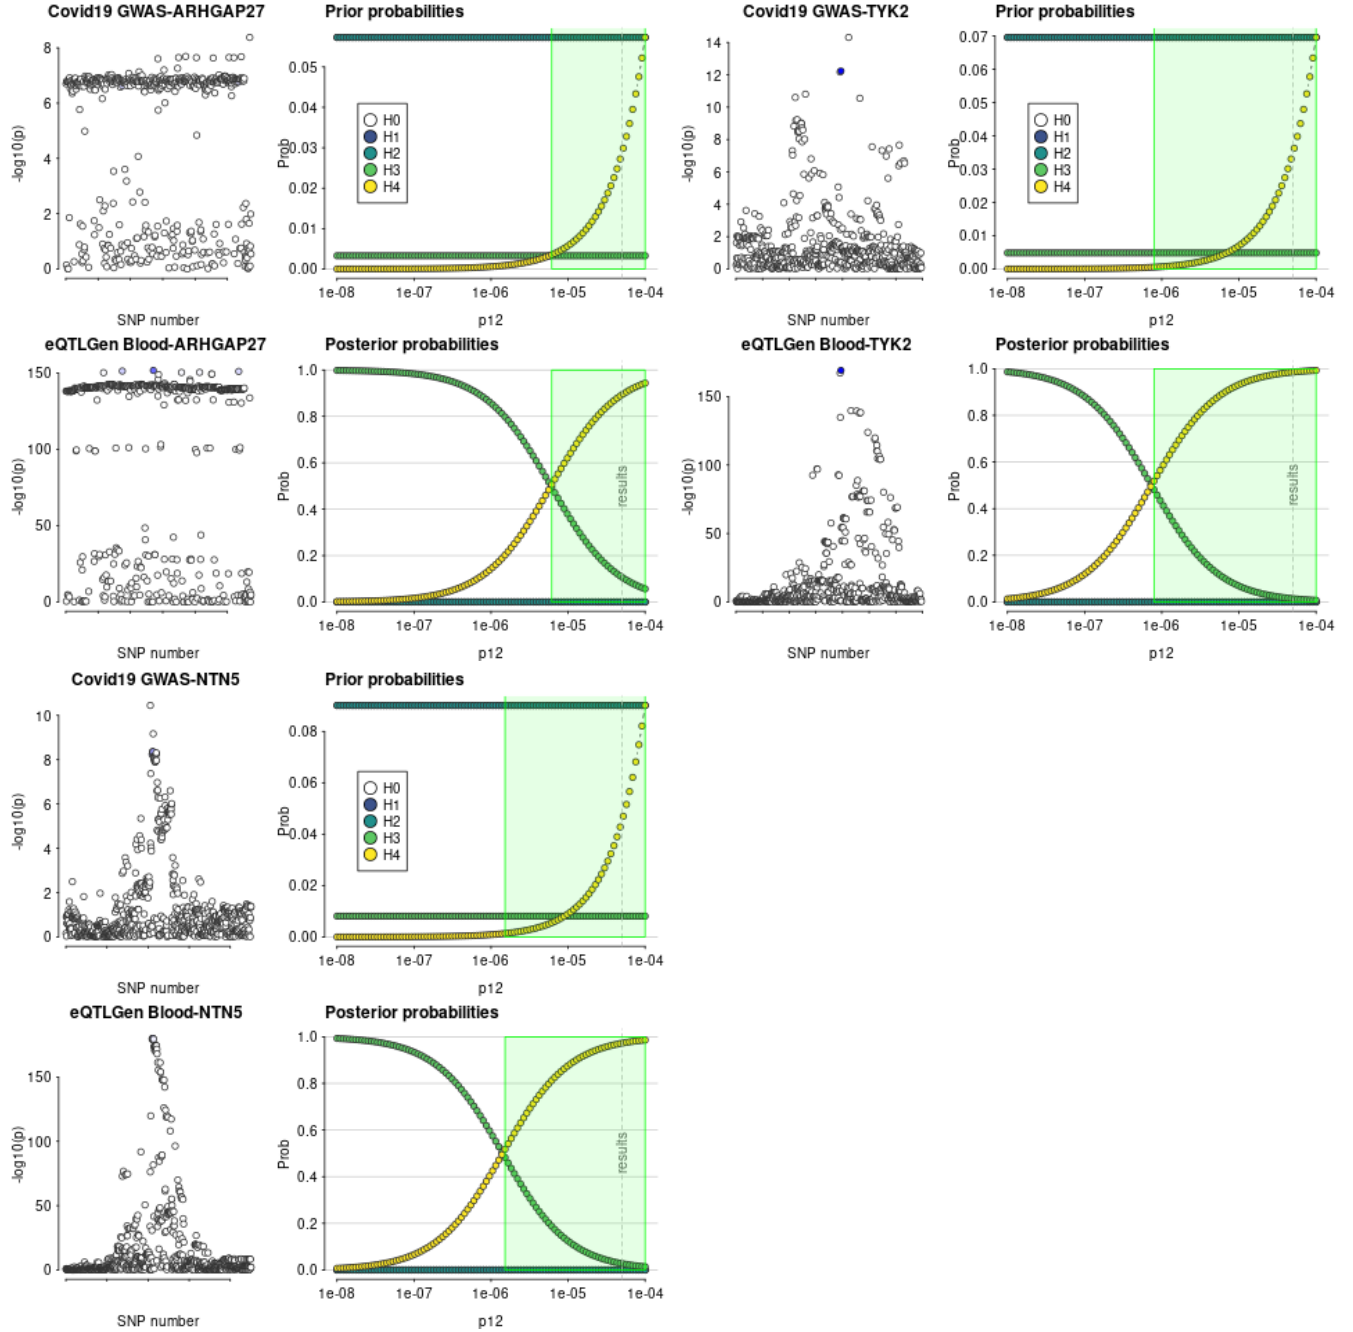 Covid19 GWAS-ARHGAP27
-log10(p)
8
6
4
2
0
SNP number
Prior probabilities
Prob
0.05
0.04
0.03
0.02
0.01
0.00
H0
H1
H2
H3
H4
1e-08
1e-07
1e-06
1e-05
1e-04
p12
Covid19 GWAS-TYK2
-log10(p)
14
12
10
8
6
4
2
0
SNP number
Prior probabilities
Prob
0.07
0.06
0.05
0.04
0.03
0.02
0.01
0.00
H0
H1
H2
H3
H4
1e-08
1e-07
1e-06
1e-05
1e-04
p12
eQTLGen Blood-ARHGAP27
-log10(p)
150
100
50
0
SNP number
Posterior probabilities
Prob
1.0
0.8
0.6
0.4
0.2
0.0
results
1e-08
1e-07
1e-06
1e-05
1e-04
p12
eQTLGen Blood-TYK2
-log10(p)
150
100
50
0
SNP number
Posterior probabilities
Prob
1.0
0.8
0.6
0.4
0.2
0.0
results
1e-08
1e-07
1e-06
1e-05
1e-04
p12
Covid19 GWAS-NTN5
-log10(p)
10
8
6
4
2
0
SNP number
Prior probabilities
Prob
0.08
0.06
0.04
0.02
0.00
H0
H1
H2
H3
H4
1e-08
1e-07
1e-06
1e-05
1e-04
p12
eQTLGen Blood-NTN5
-log10(p)
150
100
50
0
SNP number
Posterior probabilities
Prob
1.0
0.8
0.6
0.4
0.2
0.0
results
1e-08
1e-07
1e-06
1e-05
1e-04
p12